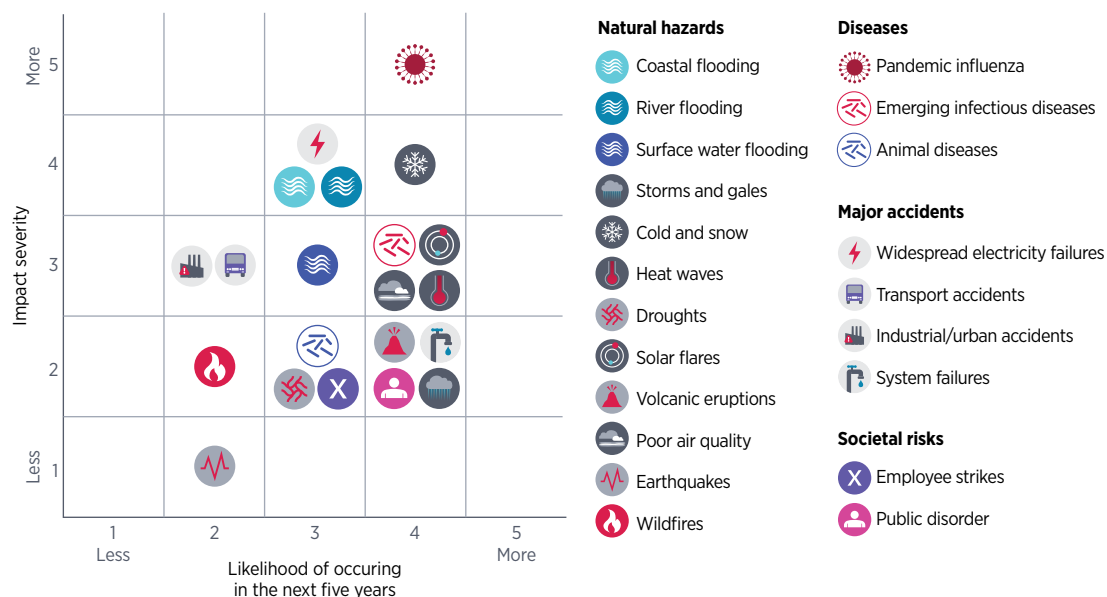 Impact severity
More
Less
5
4
3
2
1
1
2
3
4
5
Less
More
Likelihood of occuring
in the next five years
X
Natural hazards
Coastal flooding
River flooding
Surface water flooding
Storms and gales
Cold and snow
Heat waves
Droughts
Solar flares
Volcanic eruptions
Poor air quality
Earthquakes
Wildfires
Diseases
Pandemic influenza
Emerging infectious diseases
Animal diseases
Major accidents
Widespread electricity failures
Transport accidents
Industrial/urban accidents
System failures
Societal risks
X Employee strikes
Public disorder